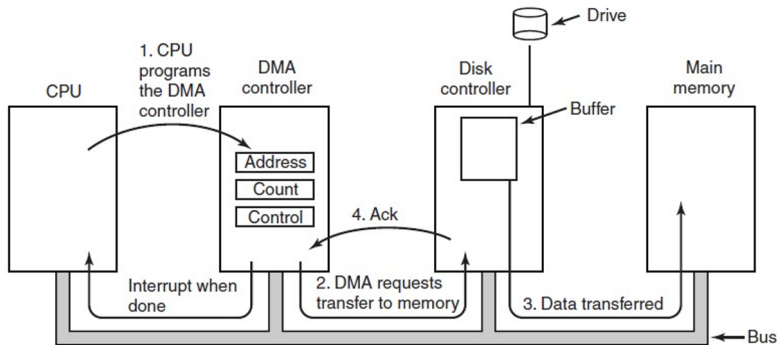 Drive
1. CPU
programs
the DMA
controller
CPU
DMA
controller
Disk
controller
Main
memory
Buffer
Address
Count
Control
4. Ack
Interrupt when
done
2. DMA requests
transfer to memory
3. Data transferred
Bus